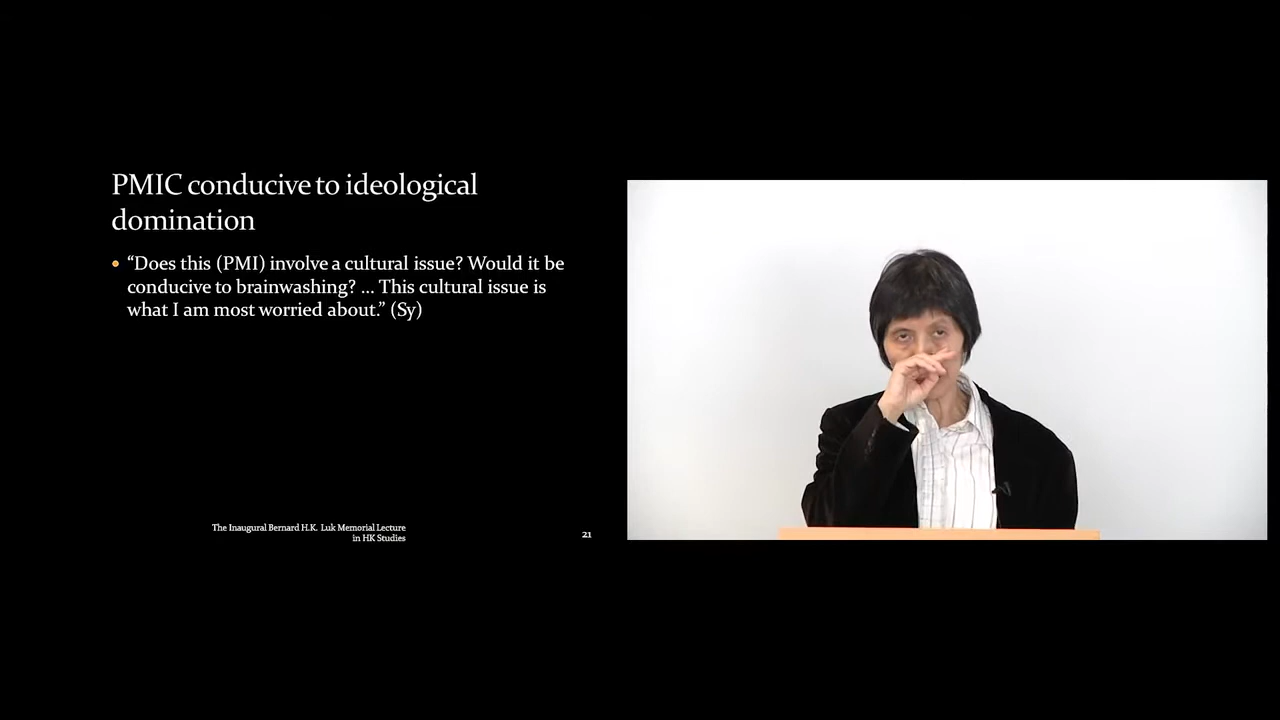 PMIC conducive to ideological
domination
“Does this (PMI) involve a cultural issue? Would it be
conducive to brainwashing? ... This cultural issue is
what I am most worried about.” (Sy)
The Inaugural Bernard H.K. Luk Memorial Lecture
in HK Studies
21